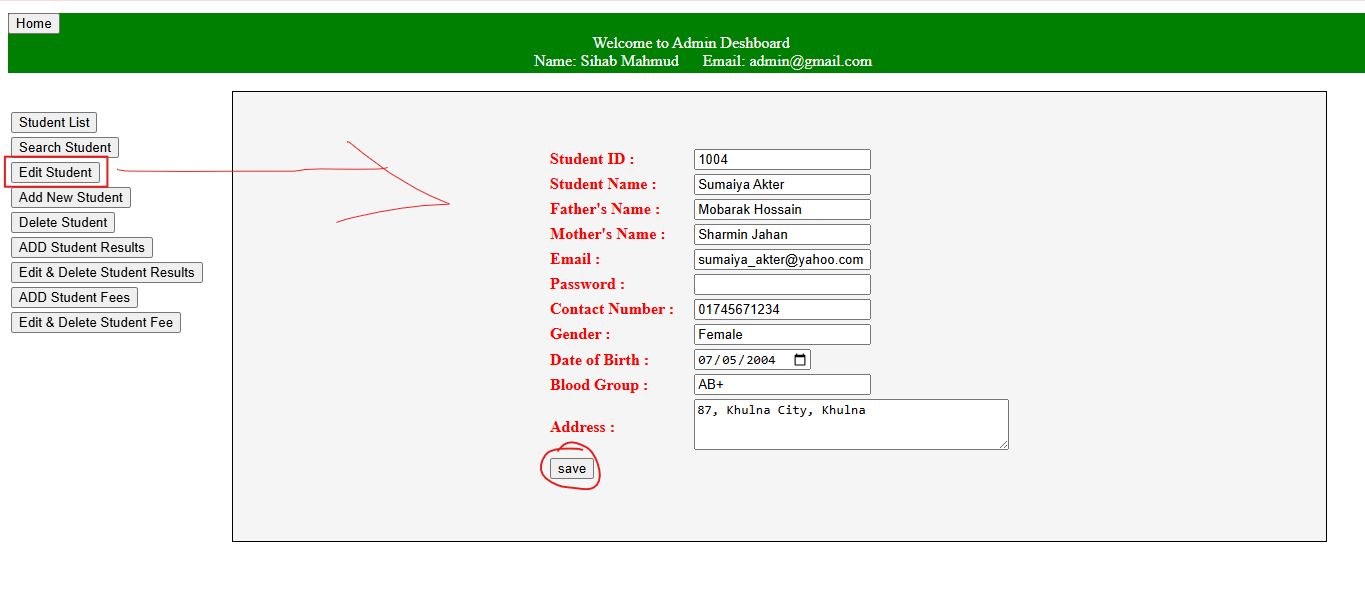 Home
Welcome to Admin Deshboard
Name: Sihab Mahmud Email: admin@gmail.com
Student List
Search Student
Edit Student
Add New Student
Delete Student
ADD Student Results
Edit & Delete Student Results
ADD Student Fees
Edit & Delete Student Fee
Student ID : 1004
Student Name : Sumaiya Akter
Father's Name : Mobarak Hossain
Mother's Name : Sharmin Jahan
Email : sumaiya_akter@yahoo.com
Password :
Contact Number : 01745671234
Gender : Female
Date of Birth : 07/05/2004
Blood Group : AB+
Address : 87, Khulna City, Khulna
save